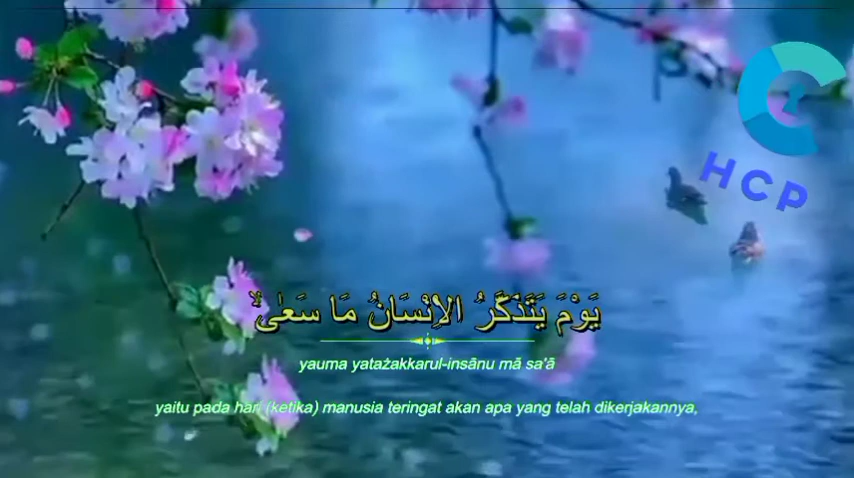 HCP
يَوْمَ يَتَذَكَّرُ الْاِنْسَانُ مَا سَعٰىۙ
yauma yatażakkarul-insānu mā sa‘ā
yaitu pada hari (ketika) manusia teringat akan apa yang telah dikerjakannya,